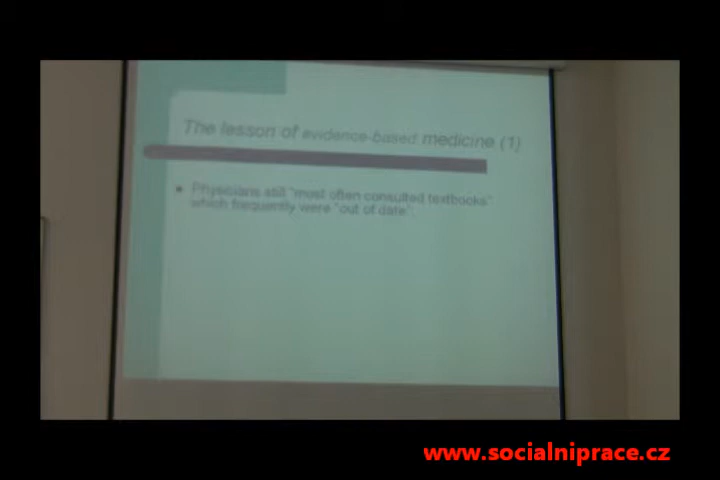 The lesson of evidence-based medicine (1)
• Physicians still "most often consulted textbooks"
which frequently were "out of date".
www.socialniprace.cz